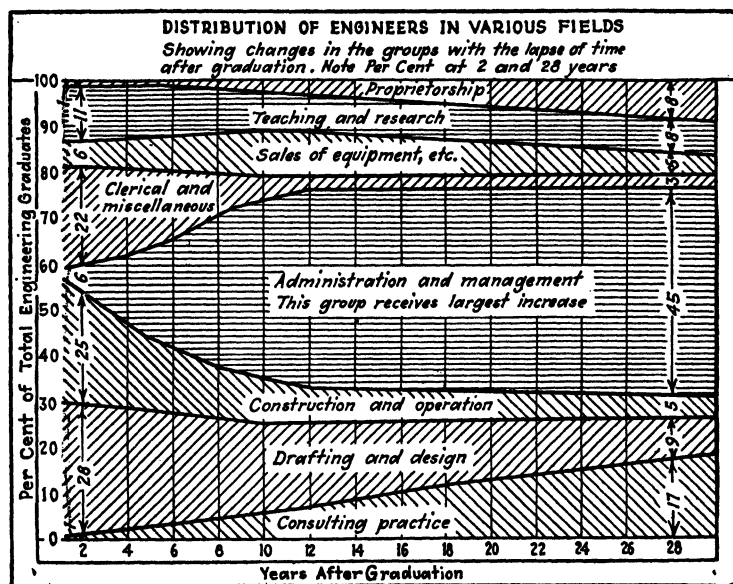 DISTRIBUTION OF ENGINEERS IN VARIOUS FIELDS
Showing changes in the groups with the lapse of time
after graduation. Note Per Cent at 2 and 28 years
Per Cent of Total Engineering Graduates
100
90
80
70
60
50
40
30
20
10
0
11
6
22
6
25
28
Proprietorship
Teaching and research
Sales of equipment, etc.
Clerical and
miscellaneous
Administration and management
This group receives largest increase
Construction and operation
Drafting and design
Consulting practice
8
8
6
3
45
5
9
17
2 4 6 8 10 12 14 16 18 20 22 24 26 28
Years After Graduation